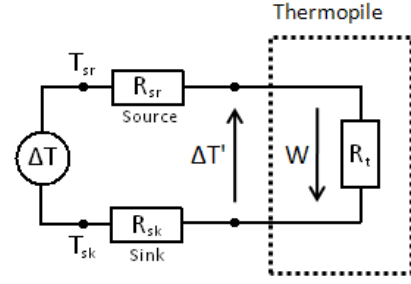 Thermopile
T_sr
R_sr
Source
ΔT
ΔT'
W
R_t
R_sk
T_sk
Sink